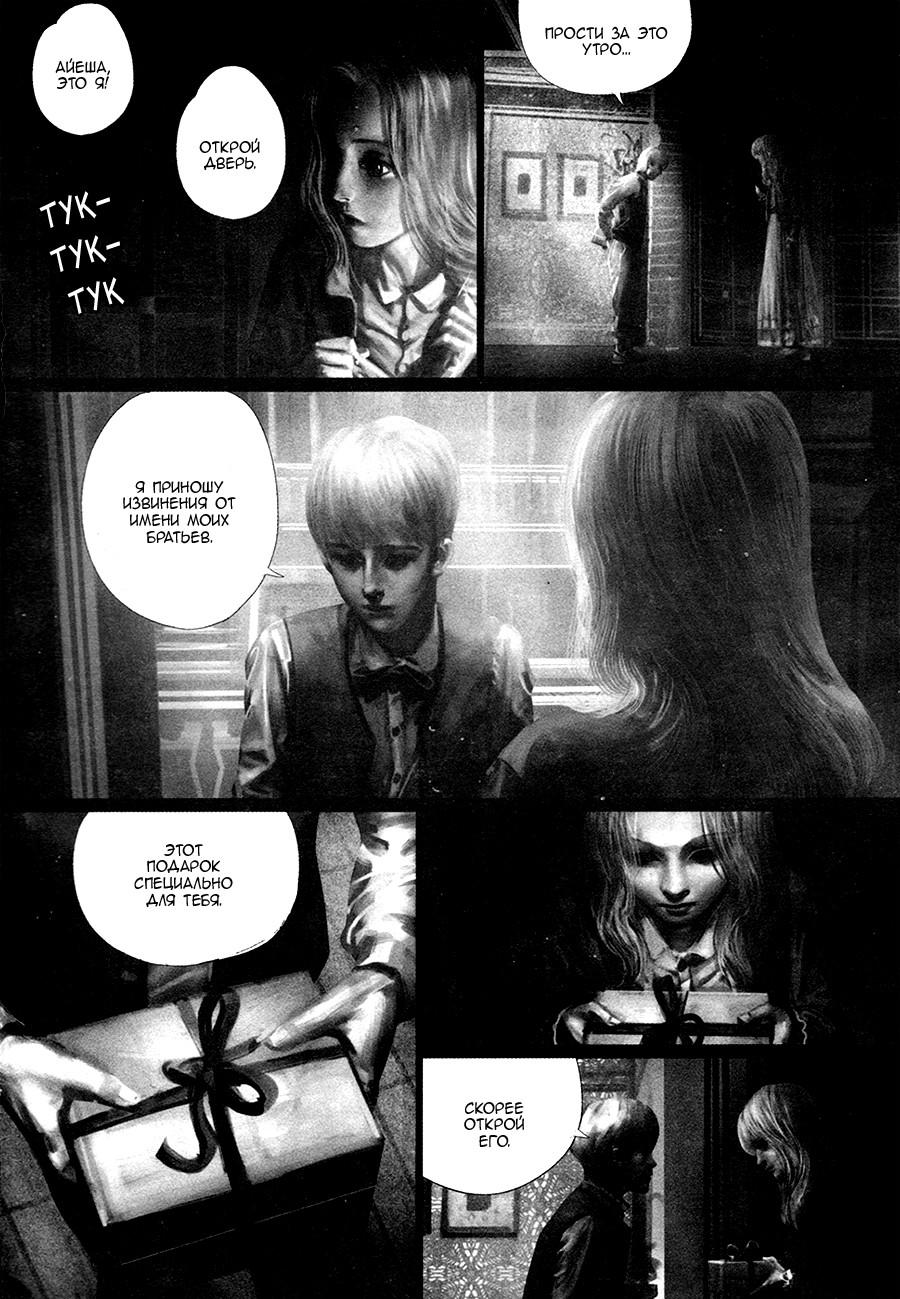 АЙЕША,
ЭТО Я!
ОТКРОЙ
ДВЕРЬ.
ТУК-
ТУК-
ТУК
ПРОСТИ ЗА ЭТО
УТРО...
Я ПРИНОШУ
ИЗВИНЕНИЯ ОТ
ИМЕНИ МОИХ
БРАТЬЕВ.
ЭТОТ
ПОДАРОК
СПЕЦИАЛЬНО
ДЛЯ ТЕБЯ.
СКОРЕЕ
ОТКРОЙ
ЕГО.